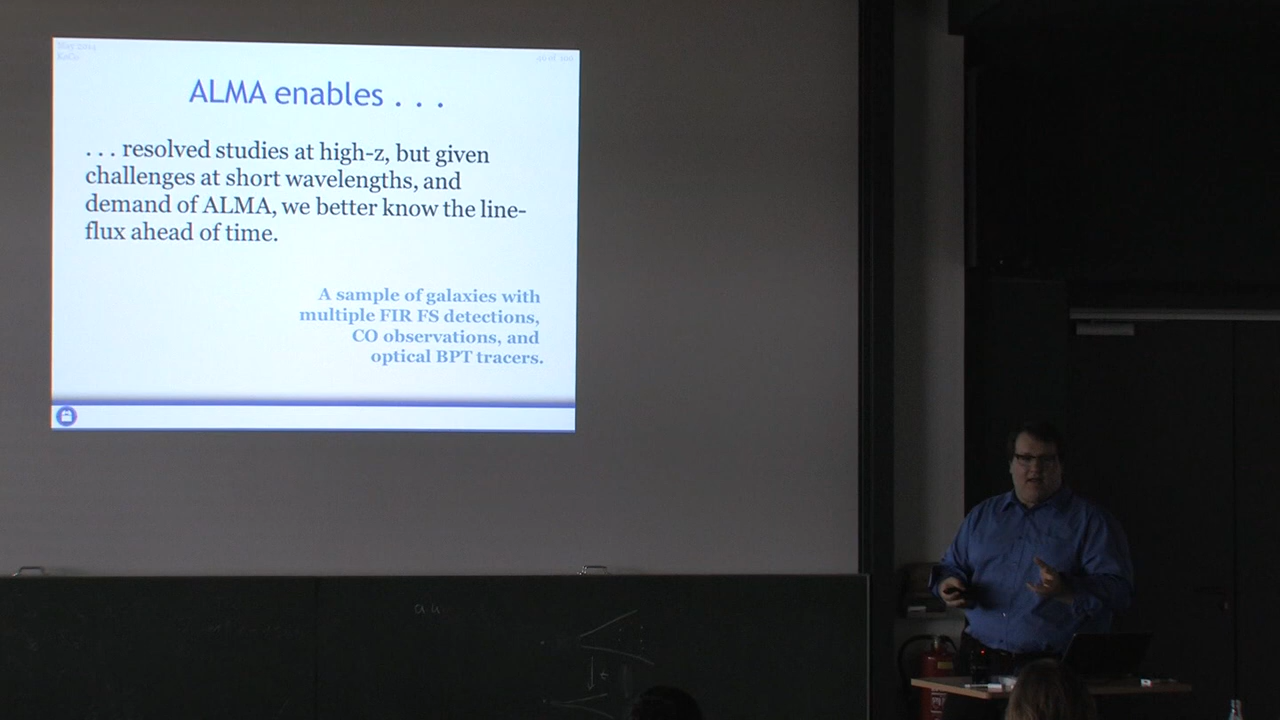 May 2014
ALMA enables . . .
. . . resolved studies at high-z, but given
challenges at short wavelengths, and
demand of ALMA, we better know the line-
flux ahead of time.
A sample of galaxies with
multiple FIR FS detections,
CO observations, and
optical BPT tracers.